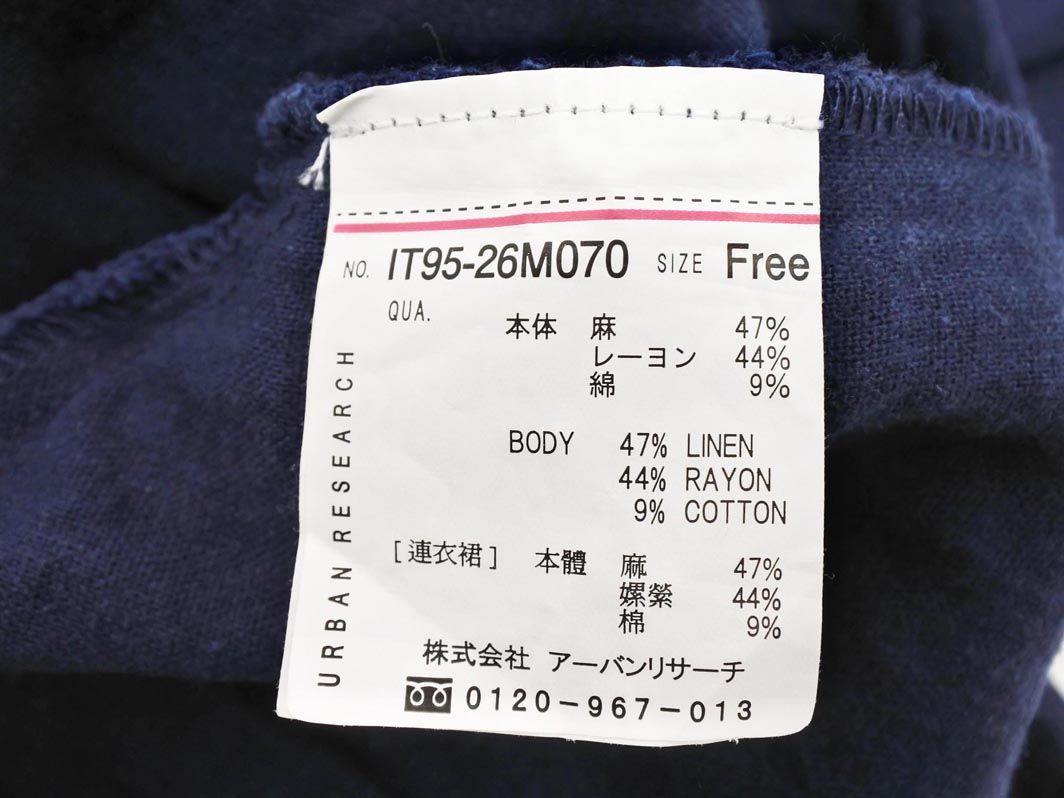 NO. IT95-26M070 SIZE Free
QUA.
本体 麻 47%
レーヨン 44%
綿 9%
BODY 47% LINEN
44% RAYON
9% COTTON
[連衣裙] 本體 麻 47%
嫘縈 44%
棉 9%
株式会社 アーバンリサーチ
0120-967-013
URBAN RESEARCH